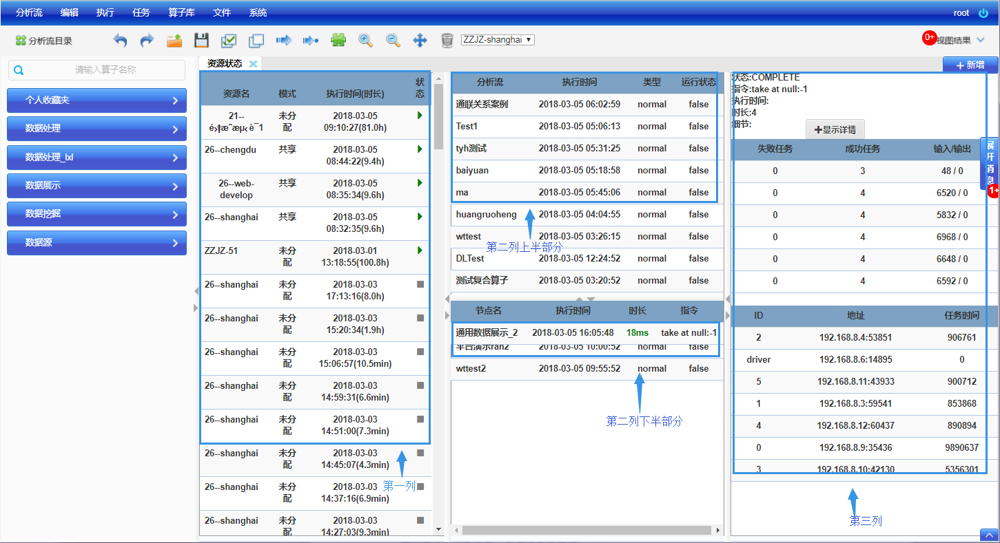 分析流 编辑 执行 任务 算子库 文件 系统 root
分析流目录 ZZJZ-shanghai 0+ 视图结果
资源状态 新增
请输入算子名称
个人收藏夹
数据处理
数据处理_lxl
数据展示
数据挖掘
数据源
资源名 模式 执行时间(时长) 状态
21-- 未分配 2018-03-05 09:10:27(81.0h)
26--chengdu 共享 2018-03-05 08:44:22(9.4h)
26--web-develop 共享 2018-03-05 08:35:34(9.6h)
26--shanghai 共享 2018-03-05 08:32:35(9.6h)
ZZJZ-51 未分配 2018-03-01 13:18:55(100.8h)
26--shanghai 未分配 2018-03-03 17:13:16(8.0h)
26--shanghai 未分配 2018-03-03 15:20:34(1.9h)
26--shanghai 未分配 2018-03-03 15:06:57(10.5min)
26--shanghai 未分配 2018-03-03 14:59:31(6.6min)
26--shanghai 未分配 2018-03-03 14:51:00(7.3min)
26--shanghai 未分配 2018-03-03 14:45:07(4.3min)
26--shanghai 未分配 2018-03-03 14:37:16(6.9min)
26--shanghai 未分配 2018-03-03 14:27:03(9.3min)
第一列
分析流 执行时间 类型 运行状态
通联关系案例 2018-03-05 06:02:59 normal false
Test1 2018-03-05 05:06:13 normal false
tyh测试 2018-03-05 05:31:25 normal false
baiyuan 2018-03-05 05:18:58 normal false
ma 2018-03-05 05:45:06 normal false
huangruoheng 2018-03-05 04:04:55 normal false
wttest 2018-03-05 03:26:15 normal false
第二列上半部分
DLTest 2018-03-05 12:24:52 normal false
测试复合算子 2018-03-05 03:20:52 normal false
节点名 执行时间 时长 指令
通用数据展示_2 2018-03-05 16:05:48 18ms take at null:-1
平台演示ran2 2018-03-05 10:00:52 normal false
wttest2 2018-03-05 09:55:52 normal false
第二列下半部分
状态:COMPLETE
指令:take at null:-1
执行时间:
时长:4
细节:
显示详情
失败任务 成功任务 输入/输出
0 3 48 / 0
0 4 6520 / 0
0 4 5832 / 0
0 4 6968 / 0
0 4 6648 / 0
0 4 6592 / 0
展开消息
1+
ID 地址 任务时间
2 192.168.8.4:53851 906761
driver 192.168.8.6:14895 0
5 192.168.8.11:43933 900712
1 192.168.8.3:59541 853868
4 192.168.8.12:60437 890894
0 192.168.8.9:35436 9890637
3 192.168.8.10:42130 5356301
第三列